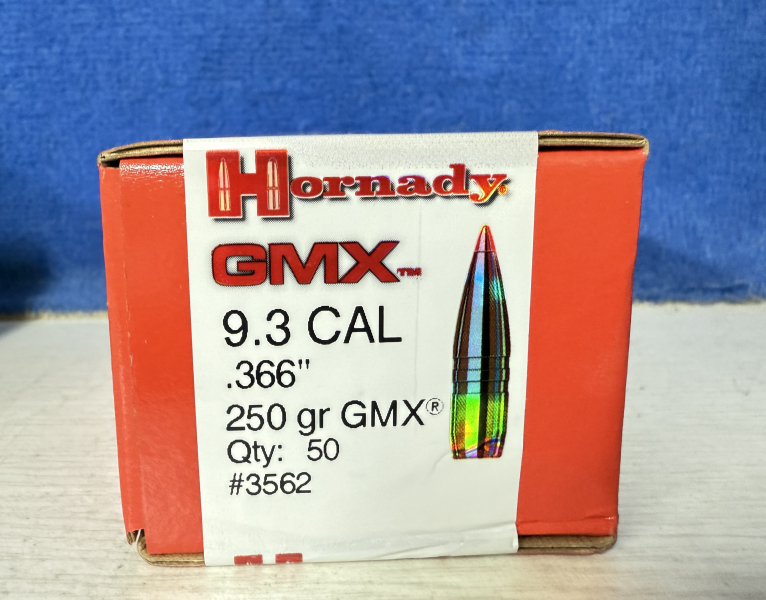 Hornady®
GMX™
9.3 CAL
.366"
250 gr GMX®
Qty: 50
#3562